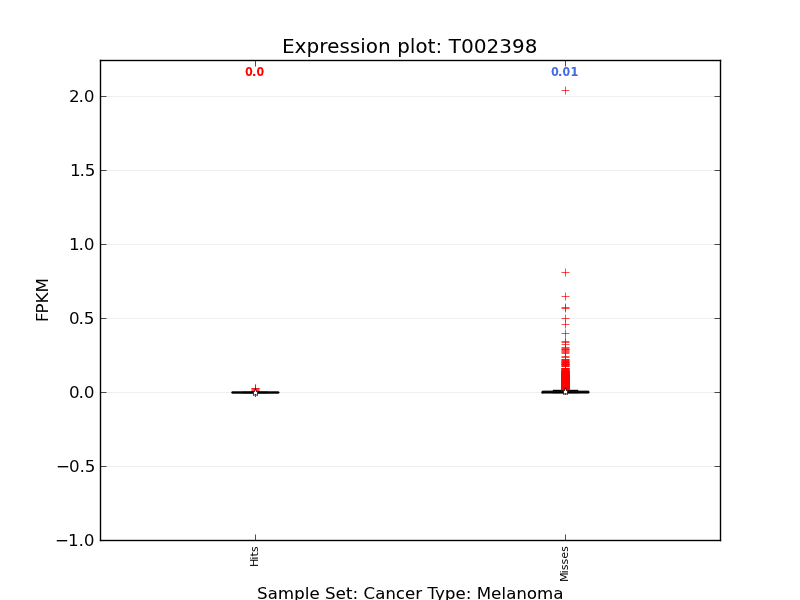 Expression plot: T002398
0.0
0.01
2.0
1.5
1.0
0.5
0.0
−0.5
−1.0
FPKM
Hits
Misses
Sample Set: Cancer Type: Melanoma